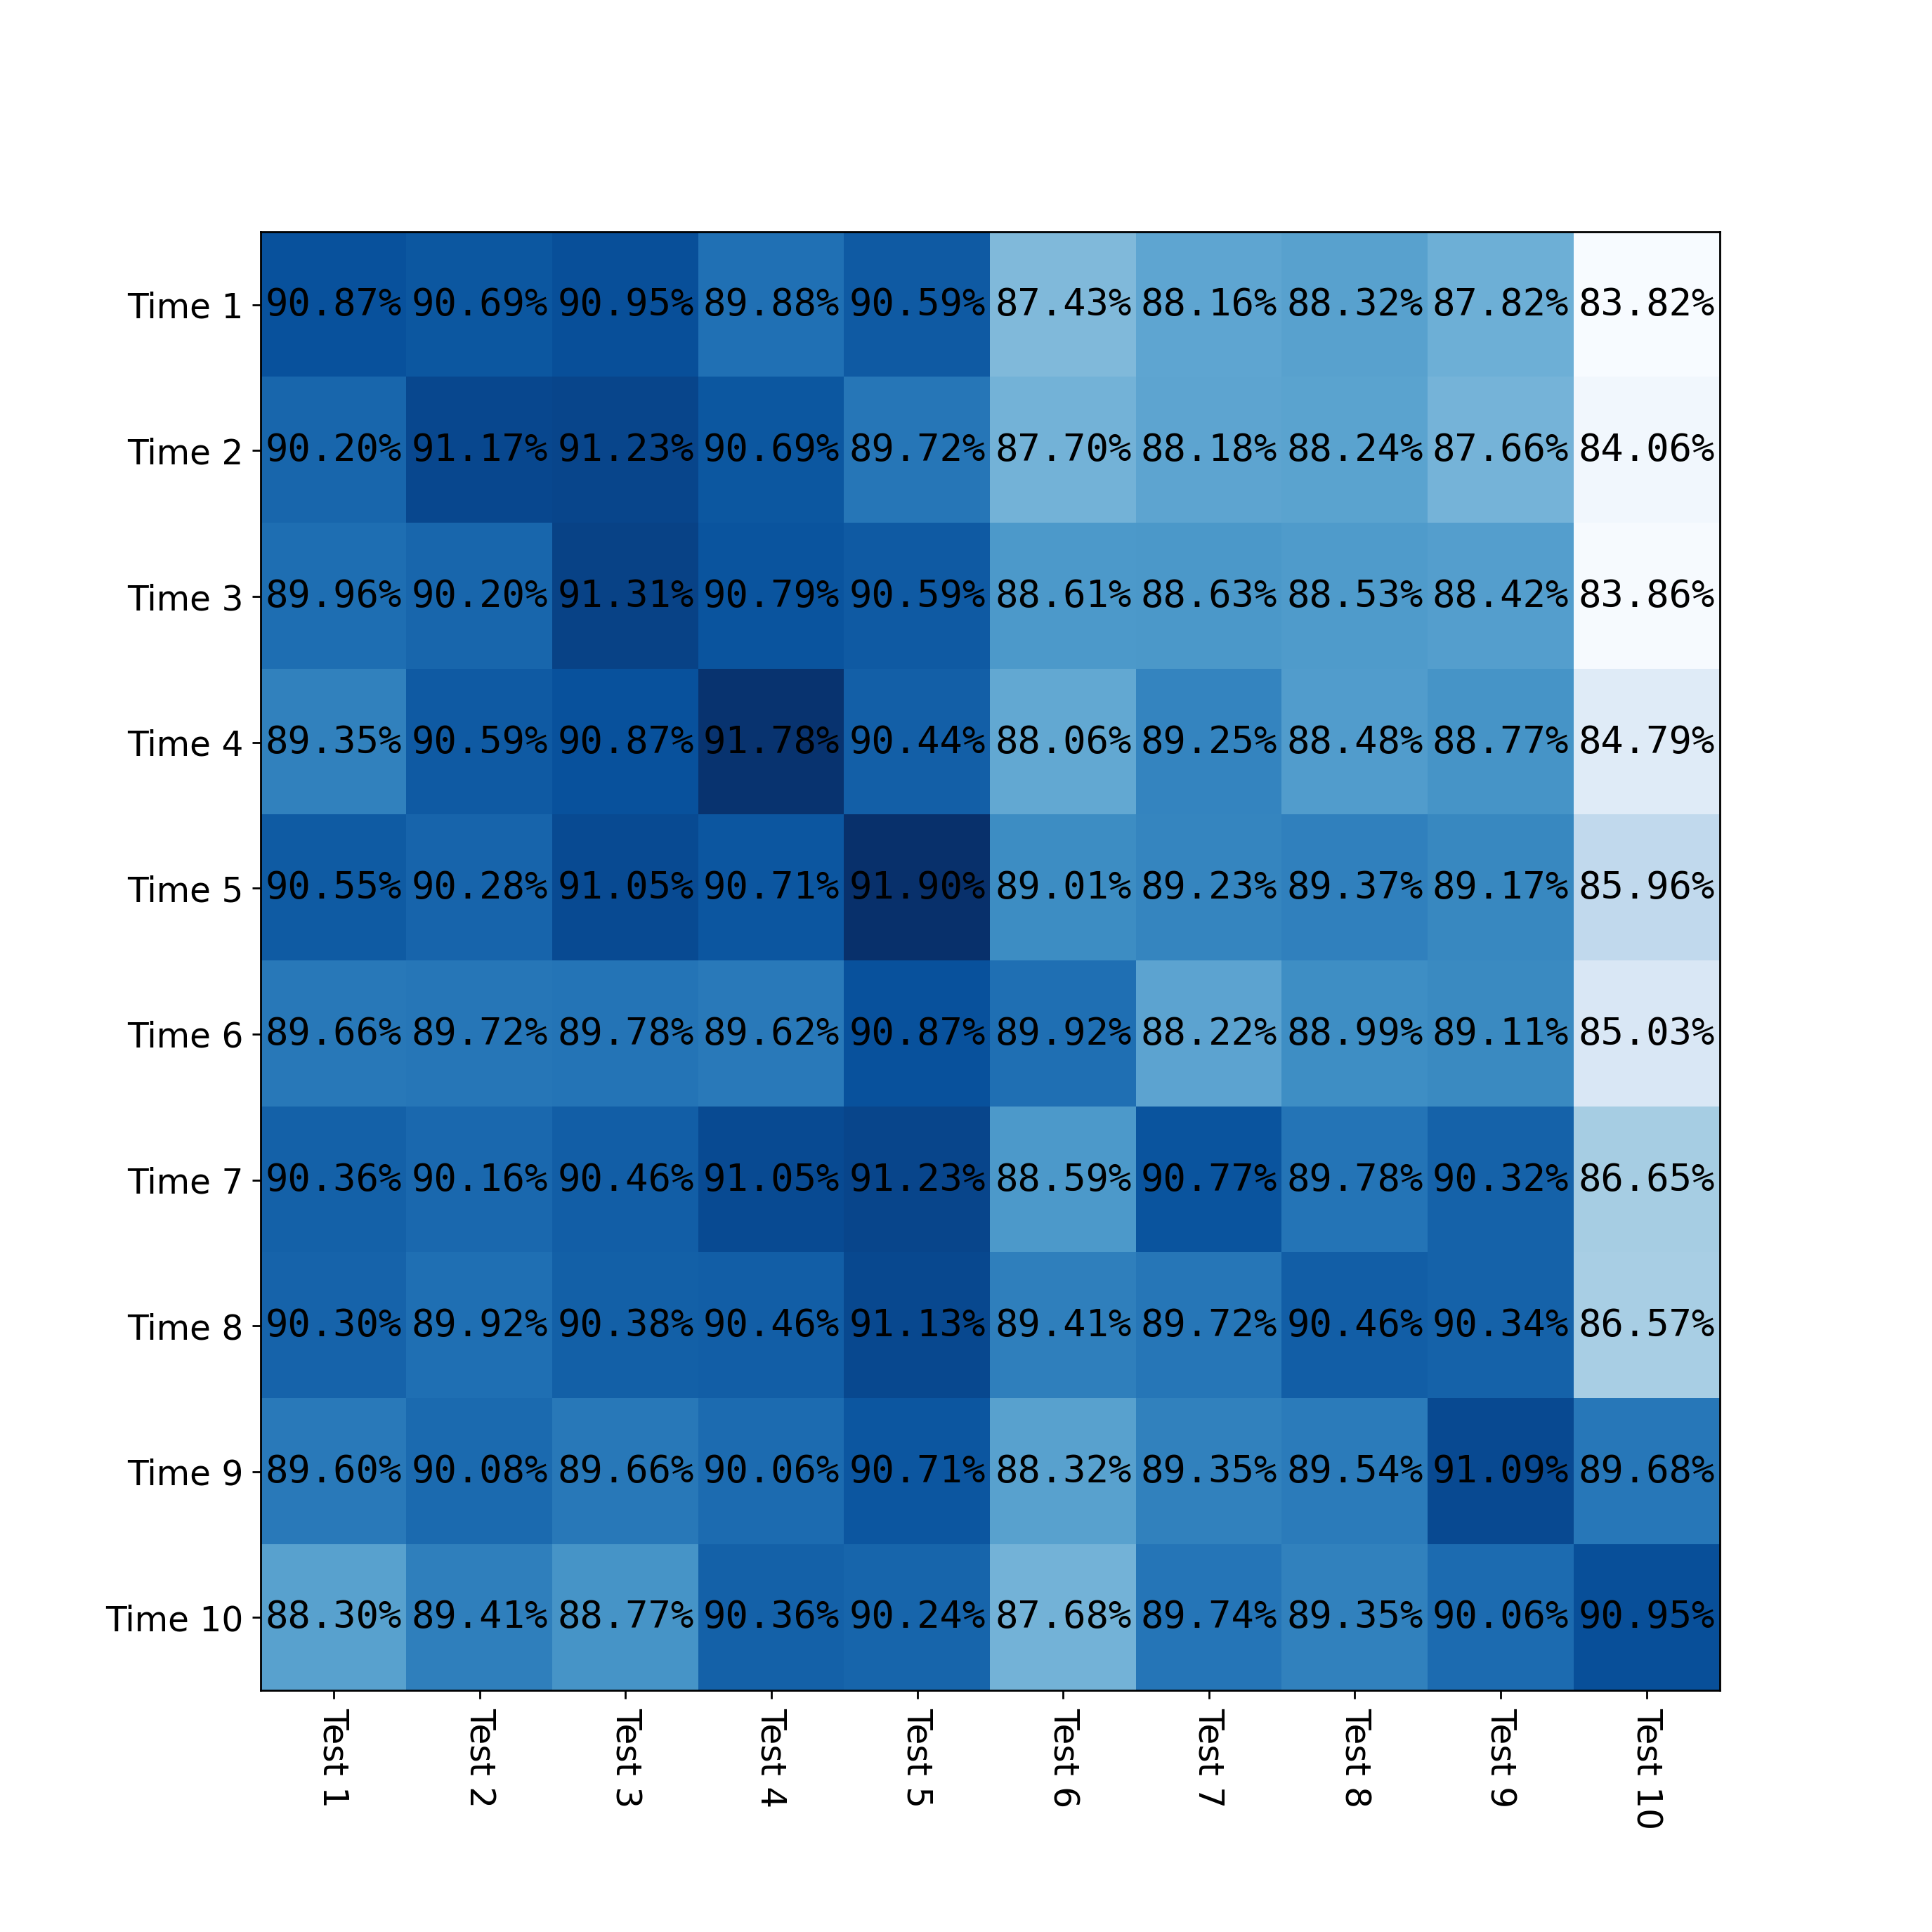 Time 1 90.87% 90.69% 90.95% 89.88% 90.59% 87.43% 88.16% 88.32% 87.82% 83.82%
Time 2 90.20% 91.17% 91.23% 90.69% 89.72% 87.70% 88.18% 88.24% 87.66% 84.06%
Time 3 89.96% 90.20% 91.31% 90.79% 90.59% 88.61% 88.63% 88.53% 88.42% 83.86%
Time 4 89.35% 90.59% 90.87% 91.78% 90.44% 88.06% 89.25% 88.48% 88.77% 84.79%
Time 5 90.55% 90.28% 91.05% 90.71% 91.90% 89.01% 89.23% 89.37% 89.17% 85.96%
Time 6 89.66% 89.72% 89.78% 89.62% 90.87% 89.92% 88.22% 88.99% 89.11% 85.03%
Time 7 90.36% 90.16% 90.46% 91.05% 91.23% 88.59% 90.77% 89.78% 90.32% 86.65%
Time 8 90.30% 89.92% 90.38% 90.46% 91.13% 89.41% 89.72% 90.46% 90.34% 86.57%
Time 9 89.60% 90.08% 89.66% 90.06% 90.71% 88.32% 89.35% 89.54% 91.09% 89.68%
Time 10 88.30% 89.41% 88.77% 90.36% 90.24% 87.68% 89.74% 89.35% 90.06% 90.95%
Test 1 Test 2 Test 3 Test 4 Test 5 Test 6 Test 7 Test 8 Test 9 Test 10